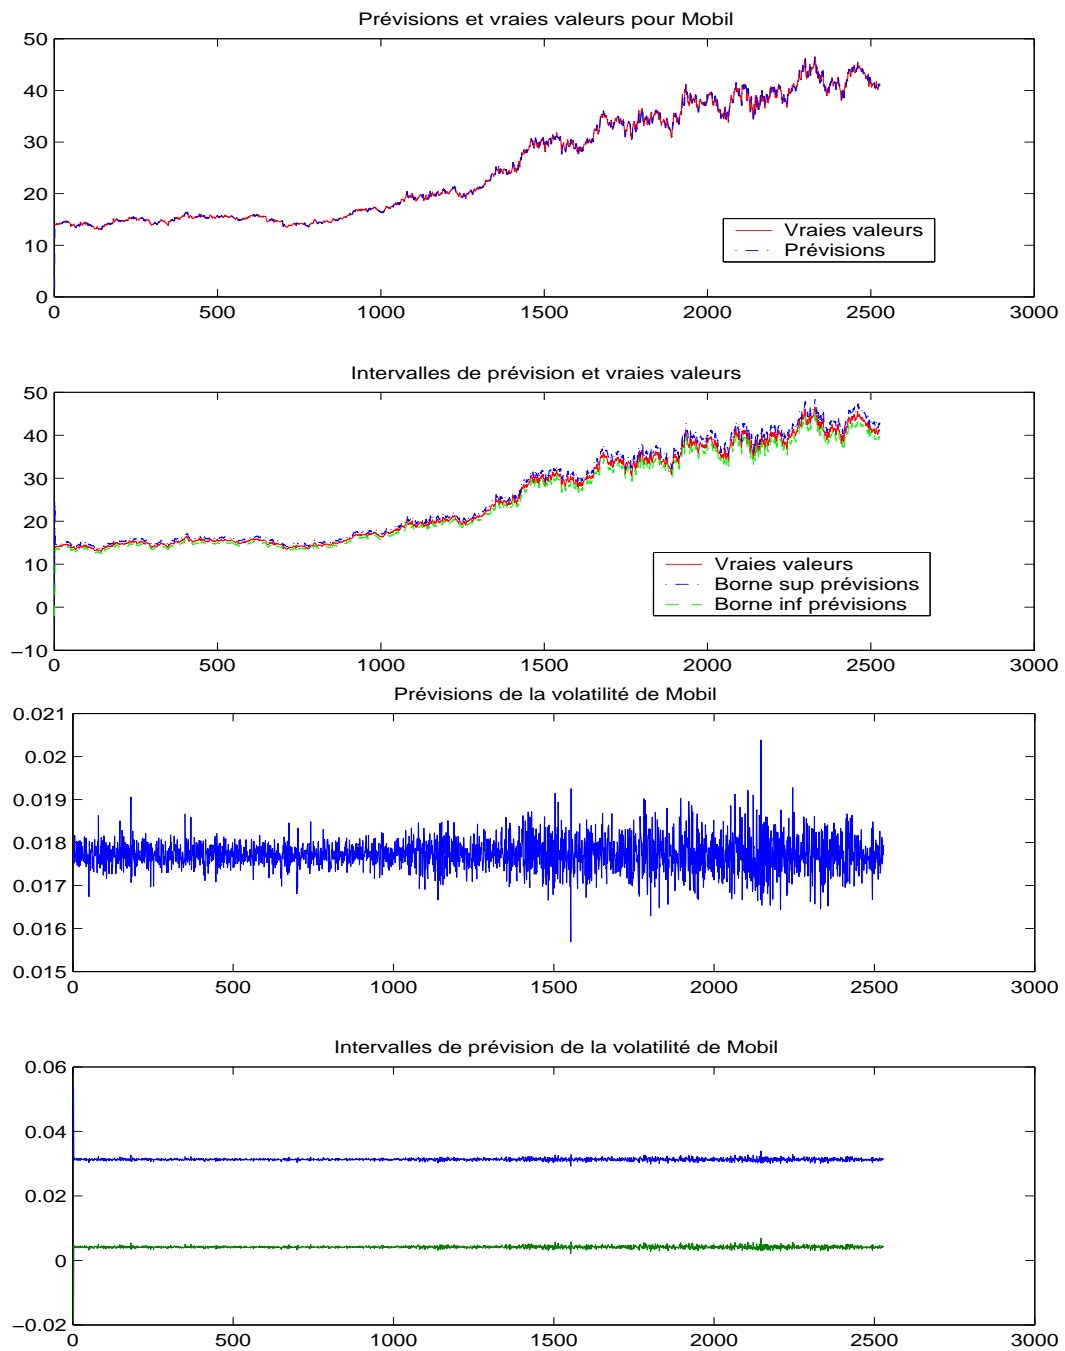 Prévisions et vraies valeurs pour Mobil
50
40
30
20
10
0
0 500 1000 1500 2000 2500 3000
Vraies valeurs
Prévisions
Intervalles de prévision et vraies valeurs
50
40
30
20
10
0
−10
0 500 1000 1500 2000 2500 3000
Vraies valeurs
Borne sup prévisions
Borne inf prévisions
Prévisions de la volatilité de Mobil
0.021
0.02
0.019
0.018
0.017
0.016
0.015
0 500 1000 1500 2000 2500 3000
Intervalles de prévision de la volatilité de Mobil
0.06
0.04
0.02
0
−0.02
0 500 1000 1500 2000 2500 3000